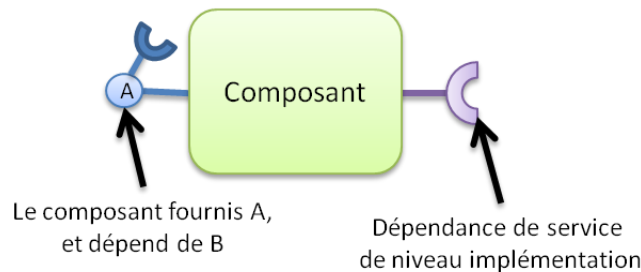 A
Composant
Le composant fournis A,
et dépend de B
Dépendance de service
de niveau implémentation